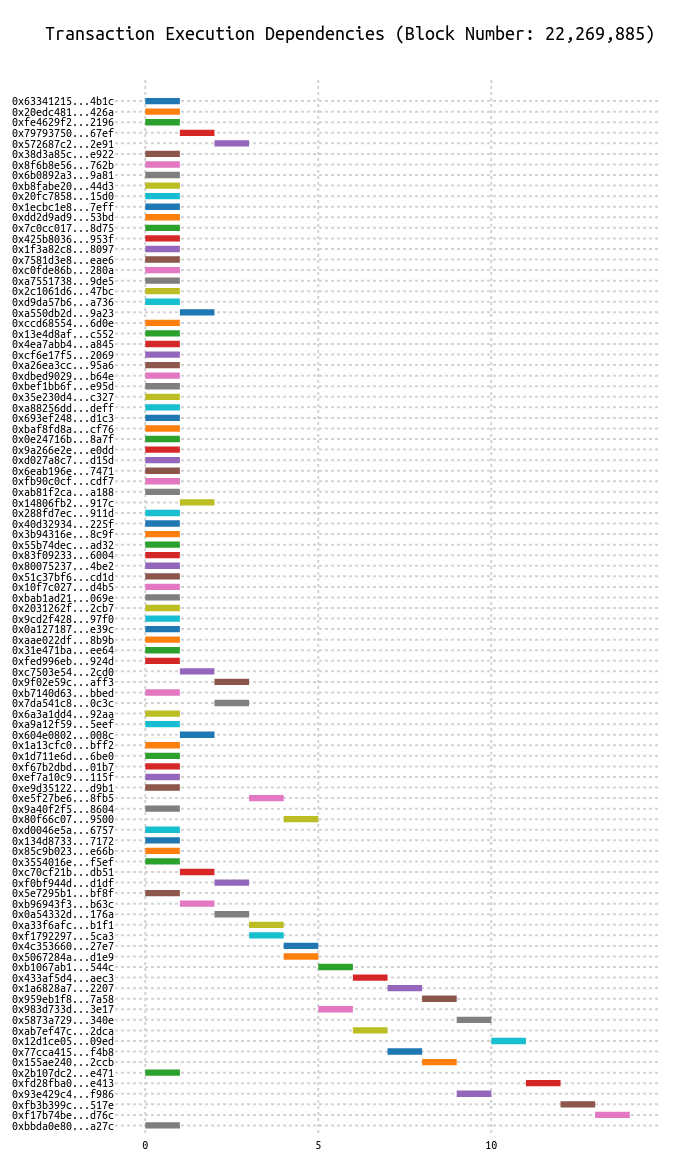 Transaction Execution Dependencies (Block Number: 22,269,885)
0x63341215...4b1c
0x20edc481...426a
0xfe4629f2...2196
0x79793750...67ef
0x572687c2...2e91
0x38d3a85c...e922
0x8f6b8e56...762b
0x6b0892a3...9a81
0xb8fabe20...44d3
0x20fc7858...15d0
0x1ecbc1e8...7eff
0xdd2d9ad9...53bd
0x7c0cc017...8d75
0x425b8036...953f
0x1f3a82c8...8097
0x7581d3e8...eae6
0xc0fde86b...280a
0xa7551738...9de5
0x2c1061d6...47bc
0xd9da57b6...a736
0xa550db2d...9a23
0xccd68554...6d0e
0x13e4d8af...c552
0x4ea7abb4...a845
0xcf6e17f5...2069
0xa26ea3cc...95a6
0xdbed9029...b64e
0xbef1bb6f...e95d
0x35e230d4...c327
0xa88256dd...deff
0x693ef248...d1c3
0xbaf8fd8a...cf76
0x0e24716b...8a7f
0x9a266e2e...e0dd
0xd027a8c7...d15d
0x6eab196e...7471
0xfb90c0cf...cdf7
0xab81f2ca...a188
0x14806fb2...917c
0x288fd7ec...911d
0x40d32934...225f
0x3b94316e...8c9f
0x55b74dec...ad32
0x83f09233...6004
0x80075237...4be2
0x51c37bf6...cd1d
0x10f7c027...d4b5
0xbab1ad21...069e
0x2031262f...2cb7
0x9cd2f428...97f0
0x0a127187...e39c
0xaae022df...8b9b
0x31e471ba...ee64
0xfed996eb...924d
0xc7503e54...2cd0
0x9f02e59c...aff3
0xb7140d63...bbed
0x7da541c8...0c3c
0x6a3a1dd4...92aa
0xa9a12f59...5eef
0x604e0802...008c
0x1a13cfc0...bff2
0x1d711e6d...6be0
0xf67b2dbd...01b7
0xef7a10c9...115f
0xe9d35122...d9b1
0xe5f27be6...8fb5
0x9a40f2f5...8604
0x80f66c07...9500
0xd0046e5a...6757
0x134d8733...7172
0x85c9b023...e66b
0x3554016e...f5ef
0xc70cf21b...db51
0xf0bf944d...d1df
0x5e7295b1...bf8f
0xb96943f3...b63c
0x0a54332d...176a
0xa33f6afc...b1f1
0xf1792297...5ca3
0x4c353660...27e7
0x5067284a...d1e9
0xb1067ab1...544c
0x433af5d4...aec3
0x1a6828a7...2207
0x959eb1f8...7a58
0x983d733d...3e17
0x5873a729...340e
0xab7ef47c...2dca
0x12d1ce05...09ed
0x77cca415...f4b8
0x155ae240...2ccb
0x2b107dc2...e471
0xfd28fba0...e413
0x93e429c4...f986
0xfb3b399c...517e
0xf17b74be...d76c
0xbbda0e80...a27c
0 5 10